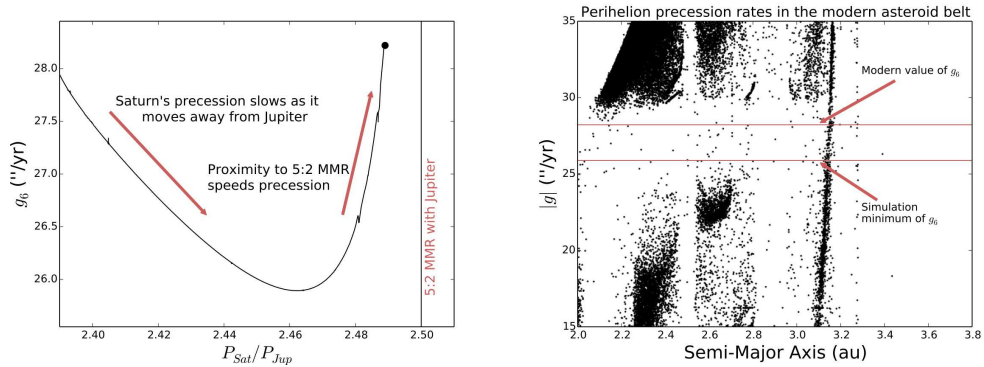 28.0
27.5
27.0
26.5
26.0
g₆ (″/yr)
Saturn's precession slows as it
moves away from Jupiter
Proximity to 5:2 MMR
speeds precession
5:2 MMR with Jupiter
2.40 2.42 2.44 2.46 2.48 2.50
P_Sat/P_Jup
Perihelion precession rates in the modern asteroid belt
35
30
25
20
15
|g| (″/yr)
Modern value of g₆
Simulation
minimum of g₆
2.0 2.2 2.4 2.6 2.8 3.0 3.2 3.4 3.6 3.8
Semi-Major Axis (au)